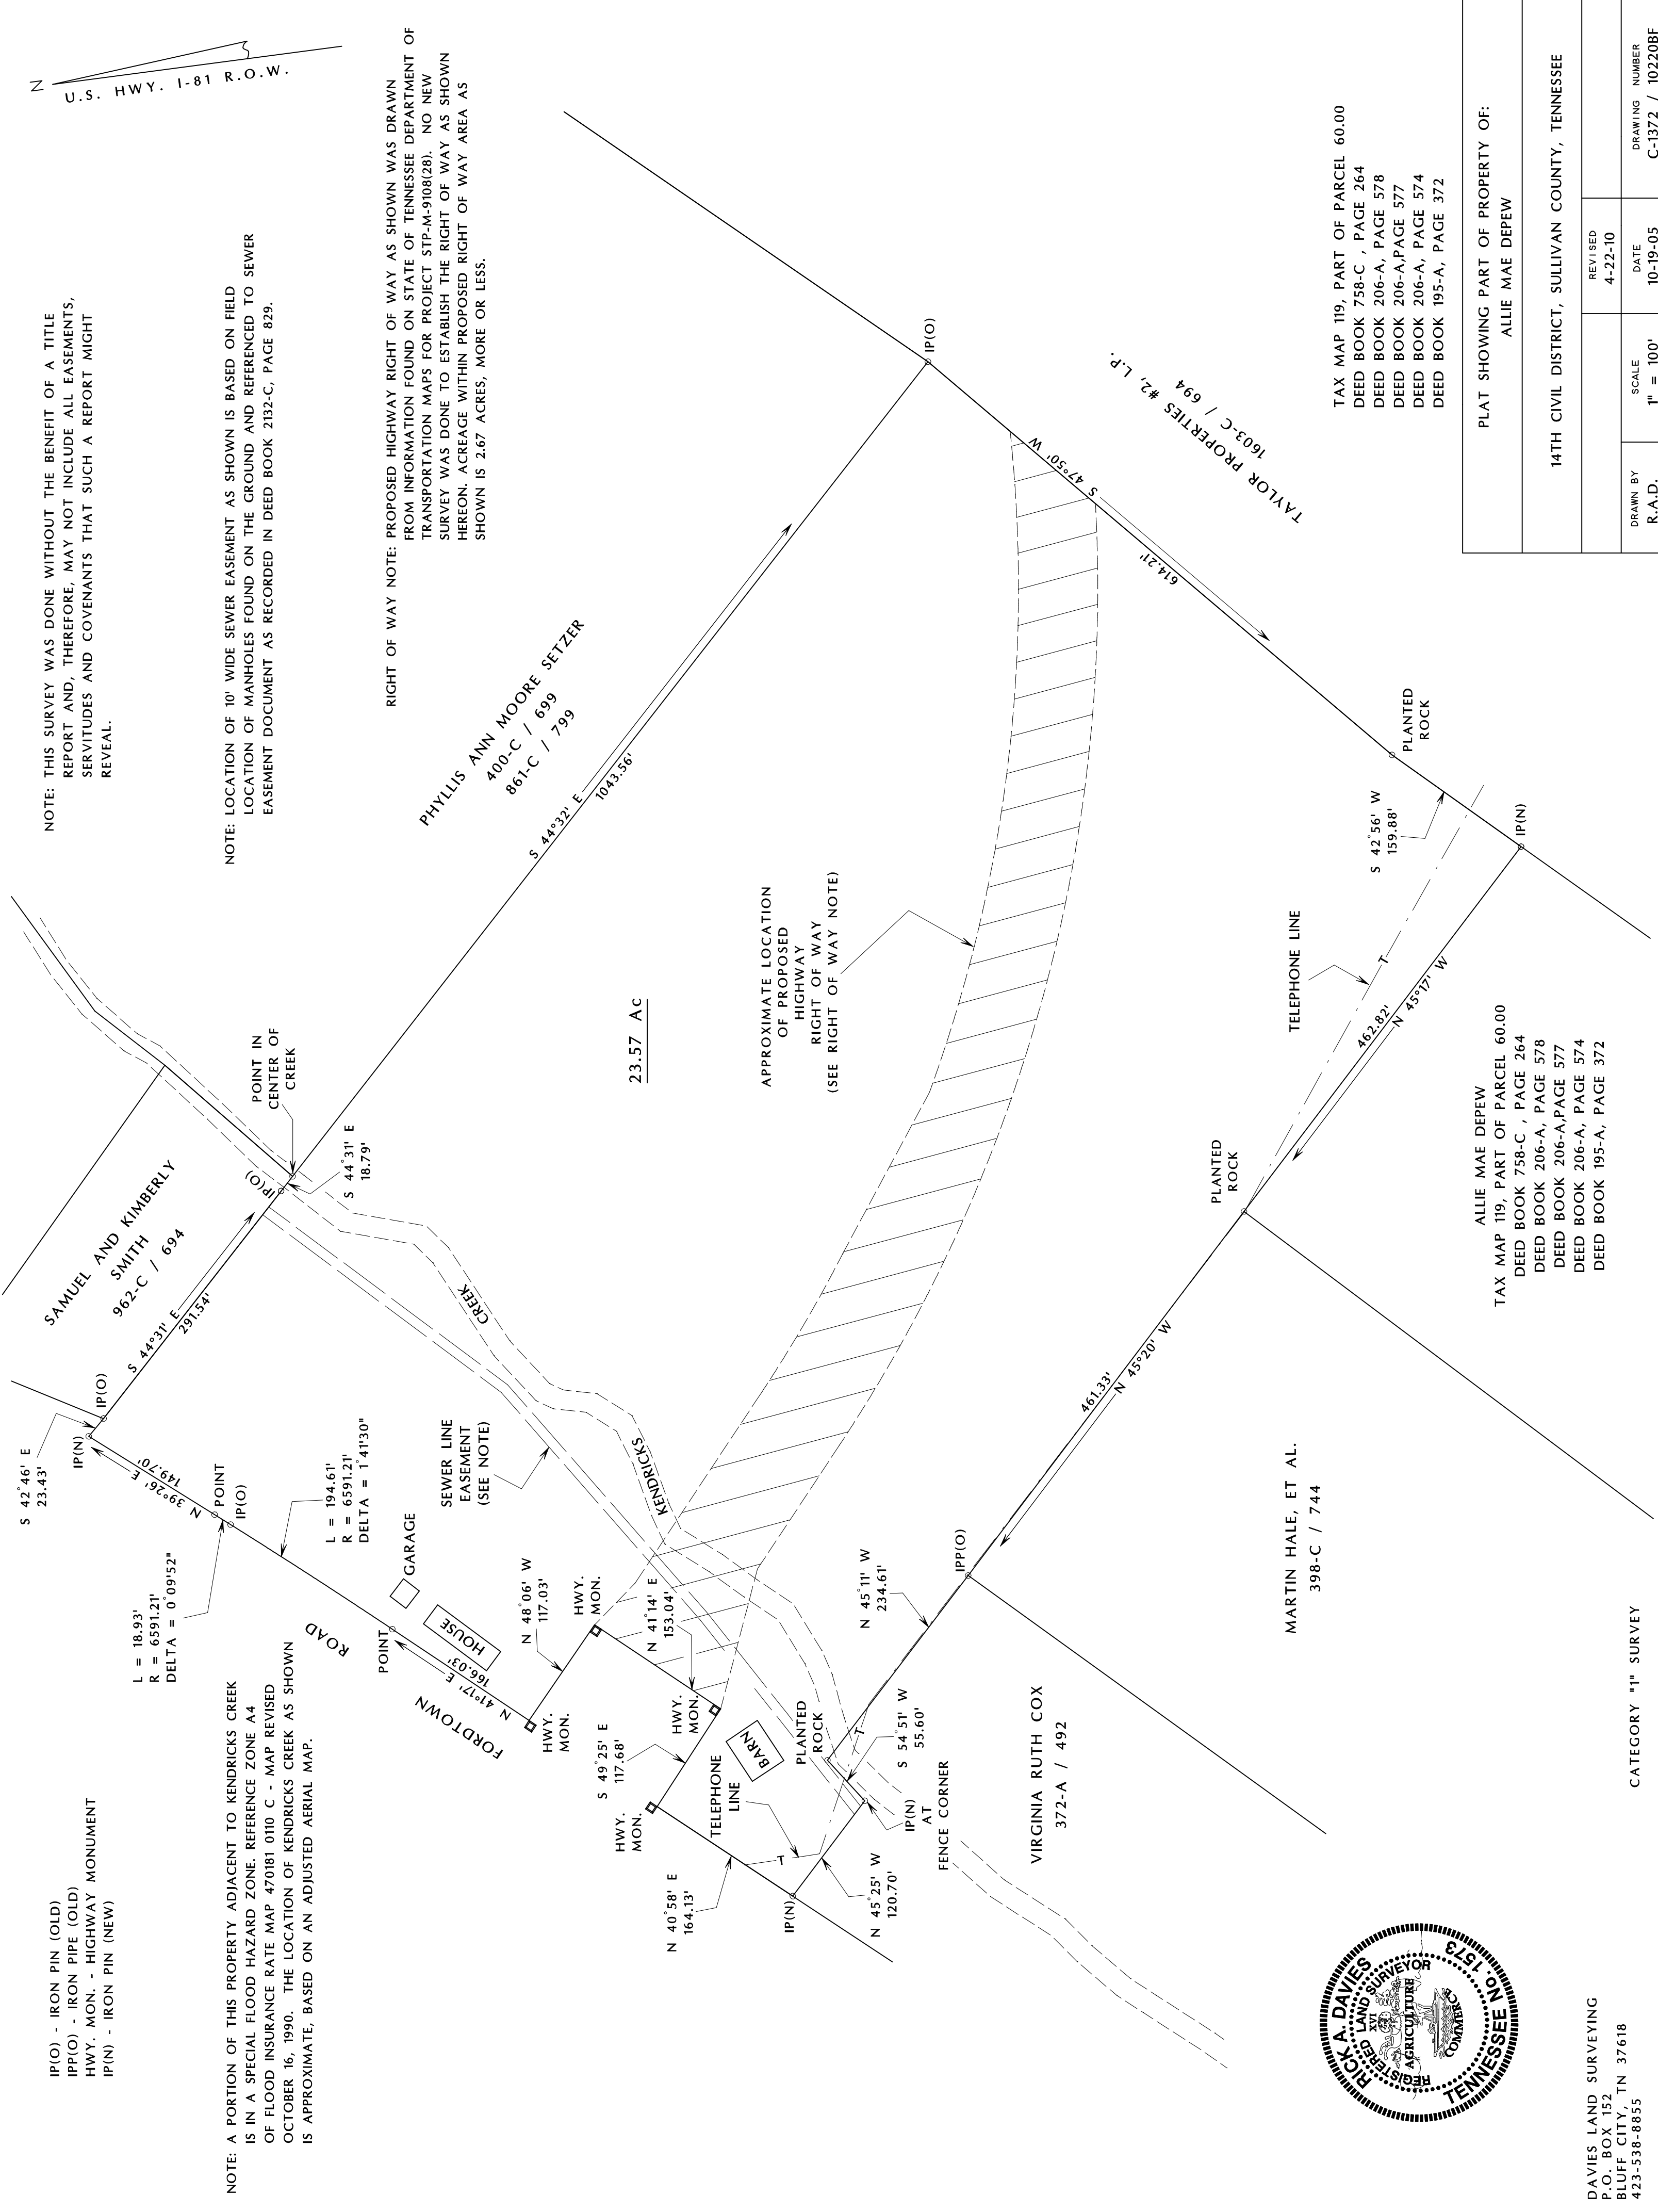 N
U.S. HWY. I-81 R.O.W.
NOTE: THIS SURVEY WAS DONE WITHOUT THE BENEFIT OF A TITLE
REPORT AND, THEREFORE, MAY NOT INCLUDE ALL EASEMENTS,
SERVITUDES AND COVENANTS THAT SUCH A REPORT MIGHT
REVEAL.
NOTE: LOCATION OF 10' WIDE SEWER EASEMENT AS SHOWN IS BASED ON FIELD
LOCATION OF MANHOLES FOUND ON THE GROUND AND REFERENCED TO SEWER
EASEMENT DOCUMENT AS RECORDED IN DEED BOOK 2132-C, PAGE 829.
RIGHT OF WAY NOTE: PROPOSED HIGHWAY RIGHT OF WAY AS SHOWN WAS DRAWN
FROM INFORMATION FOUND ON STATE OF TENNESSEE DEPARTMENT OF
TRANSPORTATION MAPS FOR PROJECT STP-M-9108(28). NO NEW
SURVEY WAS DONE TO ESTABLISH THE RIGHT OF WAY AS SHOWN
HEREON. ACREAGE WITHIN PROPOSED RIGHT OF WAY AREA AS
SHOWN IS 2.67 ACRES, MORE OR LESS.
IP(O) - IRON PIN (OLD)
IPP(O) - IRON PIPE (OLD)
HWY. MON. - HIGHWAY MONUMENT
IP(N) - IRON PIN (NEW)
NOTE: A PORTION OF THIS PROPERTY ADJACENT TO KENDRICKS CREEK
IS IN A SPECIAL FLOOD HAZARD ZONE. REFERENCE ZONE A4
OF FLOOD INSURANCE RATE MAP 470181 0110 C - MAP REVISED
OCTOBER 16, 1990. THE LOCATION OF KENDRICKS CREEK AS SHOWN
IS APPROXIMATE, BASED ON AN ADJUSTED AERIAL MAP.
S 42°46' E
23.43'
IP(N)
IP(O)
N 39°26' E
149.70'
POINT
IP(O)
L = 18.93'
R = 6591.21'
DELTA = 0°09'52"
L = 194.61'
R = 6591.21'
DELTA = 1°41'30"
SAMUEL AND KIMBERLY
SMITH
962-C / 694
S 44°31' E
291.54'
IP(O)
S 44°31' E
18.79'
POINT IN
CENTER OF
CREEK
PHYLLIS ANN MOORE SETZER
400-C / 699
861-C / 799
S 44°32' E
1043.56'
IP(O)
S 47°50' W
614.21'
TAYLOR PROPERTIES #2, L.P.
1603-C / 694
PLANTED
ROCK
S 42°56' W
159.88'
IP(N)
TELEPHONE LINE
T
462.82'
N 45°17' W
PLANTED
ROCK
461.33'
N 45°20' W
IPP(O)
N 45°11' W
234.61'
23.57 Ac
APPROXIMATE LOCATION
OF PROPOSED
HIGHWAY
RIGHT OF WAY
(SEE RIGHT OF WAY NOTE)
SEWER LINE
EASEMENT
(SEE NOTE)
KENDRICKS
CREEK
GARAGE
HOUSE
POINT
FORDTOWN
ROAD
N 41°17' E
166.03'
HWY.
MON.
N 48°06' W
117.03'
HWY.
MON.
N 41°14' E
153.04'
HWY.
MON.
S 49°25' E
117.68'
HWY.
MON.
TELEPHONE
LINE
BARN
PLANTED
ROCK
T
T
S 54°51' W
55.60'
IP(N)
AT
FENCE CORNER
N 45°25' W
120.70'
IP(N)
N 40°58' E
164.13'
VIRGINIA RUTH COX
372-A / 492
MARTIN HALE, ET AL.
398-C / 744
ALLIE MAE DEPEW
TAX MAP 119, PART OF PARCEL 60.00
DEED BOOK 758-C , PAGE 264
DEED BOOK 206-A, PAGE 578
DEED BOOK 206-A,PAGE 577
DEED BOOK 206-A, PAGE 574
DEED BOOK 195-A, PAGE 372
TAX MAP 119, PART OF PARCEL 60.00
DEED BOOK 758-C , PAGE 264
DEED BOOK 206-A, PAGE 578
DEED BOOK 206-A,PAGE 577
DEED BOOK 206-A, PAGE 574
DEED BOOK 195-A, PAGE 372
PLAT SHOWING PART OF PROPERTY OF:
ALLIE MAE DEPEW
14TH CIVIL DISTRICT, SULLIVAN COUNTY, TENNESSEE
REVISED
4-22-10
DRAWN BY
R.A.D.
SCALE
1" = 100'
DATE
10-19-05
DRAWING NUMBER
C-1372 / 10220BF
CATEGORY "1" SURVEY
RICK A. DAVIES
REGISTERED LAND SURVEYOR
XVI
AGRICULTURE
COMMERCE
TENNESSEE NO. 1573
DAVIES LAND SURVEYING
P.O. BOX 152
BLUFF CITY, TN 37618
423-538-8855